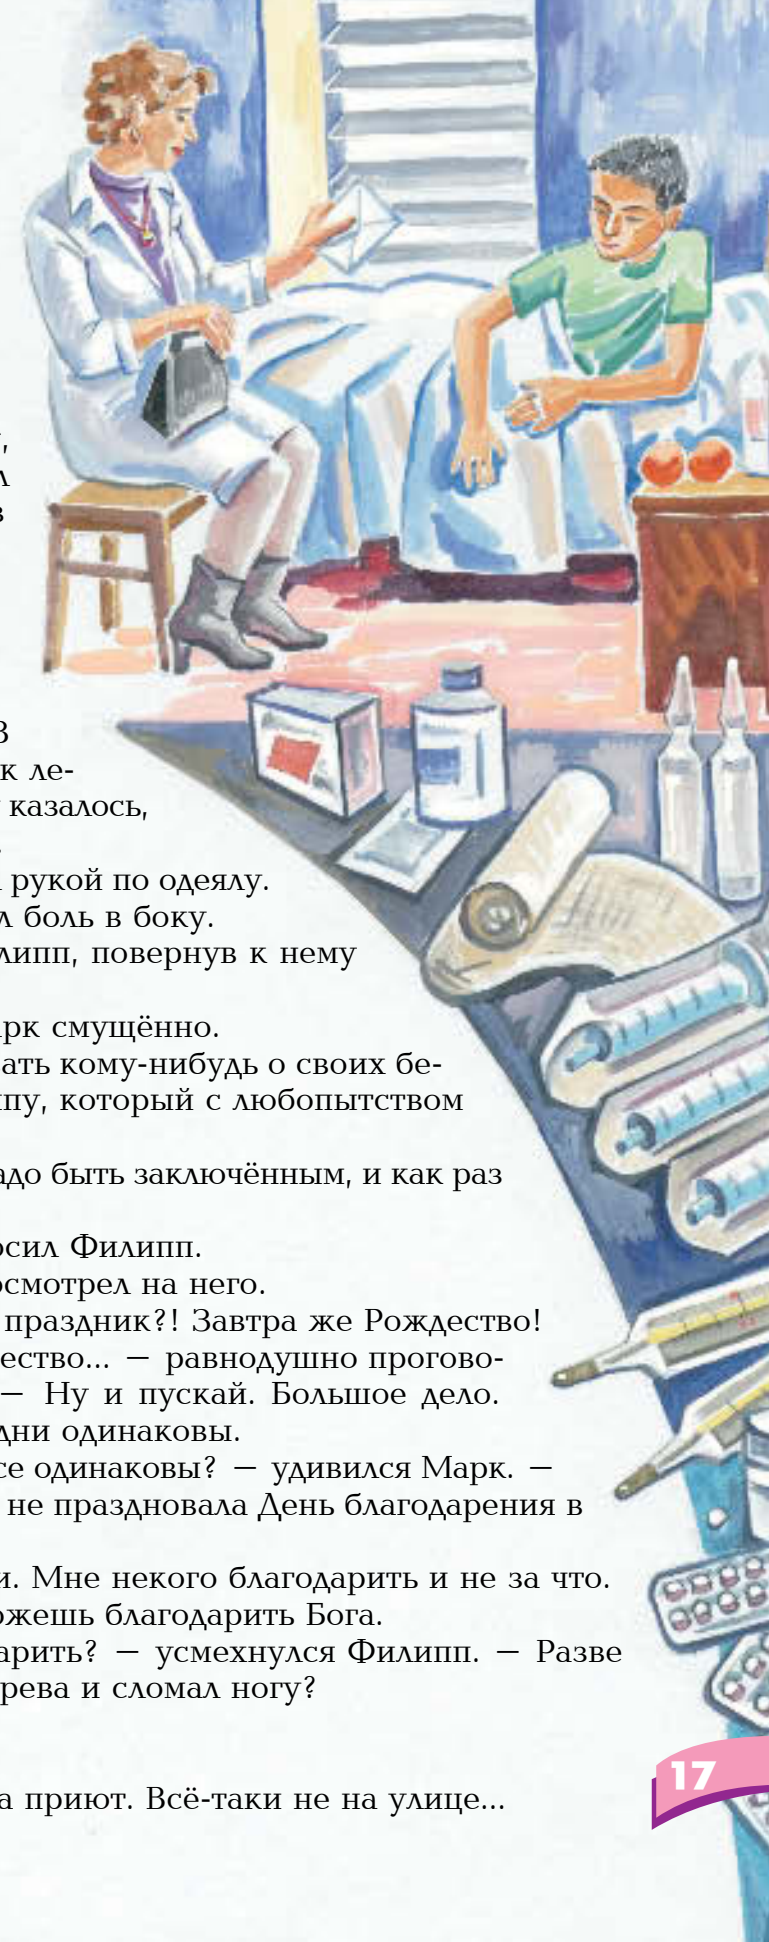 ,
л
в
В
к ле-
казалось,
.
рукой по одеялу.
л боль в боку.
липп, повернув к нему
арк смущённо.
ать кому-нибудь о своих бе-
ппу, который с любопытством
адо быть заключённым, и как раз
осил Филипп.
осмотрел на него.
праздник?! Завтра же Рождество!
ество... — равнодушно прогово-
— Ну и пускай. Большое дело.
дни одинаковы.
се одинаковы? — удивился Марк. —
не праздновала День благодарения в
и. Мне некого благодарить и не за что.
ожешь благодарить Бога.
арить? — усмехнулся Филипп. — Разве
рева и сломал ногу?
а приют. Всё-таки не на улице...
17